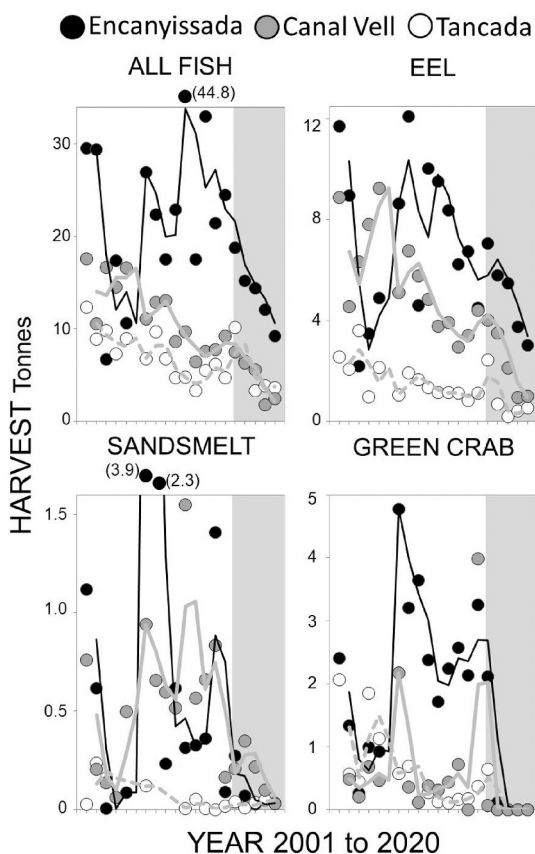 Encanyissada Canal Vell Tancada
ALL FISH
(44.8)
30
20
10
0
EEL
12
8
4
0
HARVEST Tonnes
SANDSMELT
(3.9) (2.3)
1.5
1.0
0.5
0
GREEN CRAB
5
4
3
2
1
0
YEAR 2001 to 2020